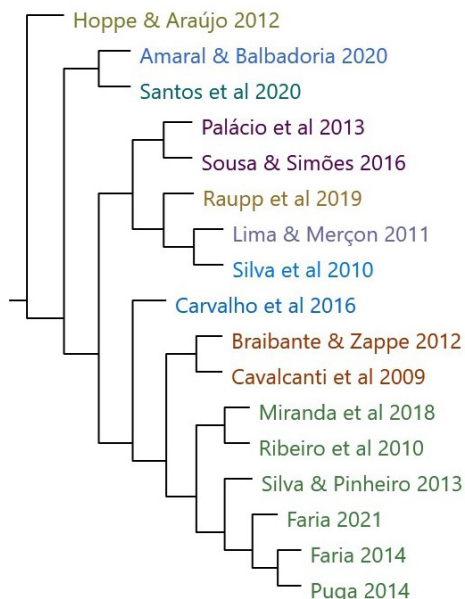 Hoppe & Araújo 2012
Amaral & Balbadoria 2020
Santos et al 2020
Palácio et al 2013
Sousa & Simões 2016
Raupp et al 2019
Lima & Merçon 2011
Silva et al 2010
Carvalho et al 2016
Braibante & Zappe 2012
Cavalcanti et al 2009
Miranda et al 2018
Ribeiro et al 2010
Silva & Pinheiro 2013
Faria 2021
Faria 2014
Puga 2014